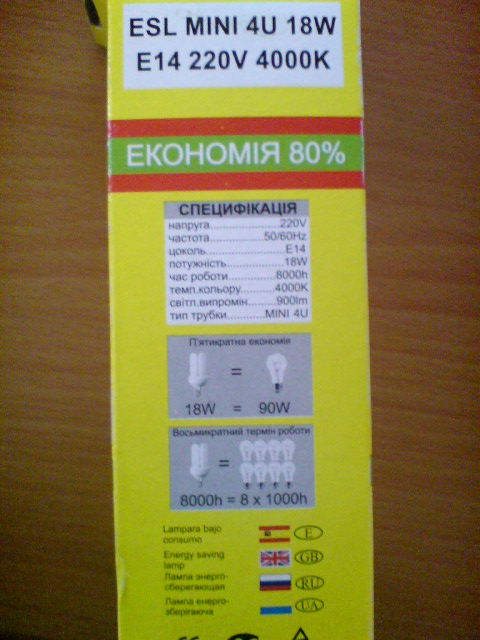 ESL MINI 4U 18W
E14 220V 4000K
ЕКОНОМІЯ 80%
СПЕЦИФІКАЦІЯ
напруга.......................220V
частота..................50/60Hz
цоколь..........................E14
потужність...................18W
час роботи................8000h
темп.кольору...........4000K
світл.випромін..........900lm
тип трубки............MINI 4U
П'ятикратна економія
=
18W = 90W
Восьмикратний термін роботи
=
8000h = 8 x 1000h
Lampara bajo
consumo
E
Energy saving
lamp
GB
Лампа энерго-
сберегающая
RU
Лампа енерго-
зберігаюча
UA